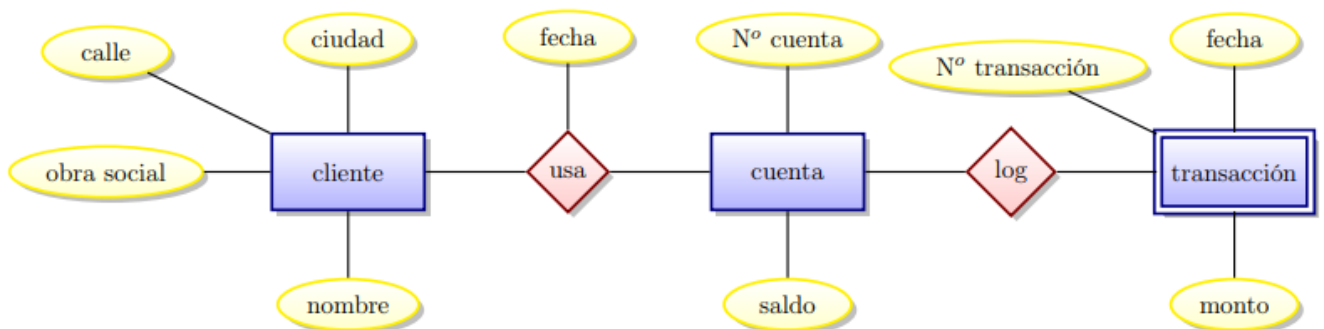 calle
ciudad
fecha
Nº cuenta
Nº transacción
fecha
obra social
cliente
usa
cuenta
log
transacción
nombre
saldo
monto